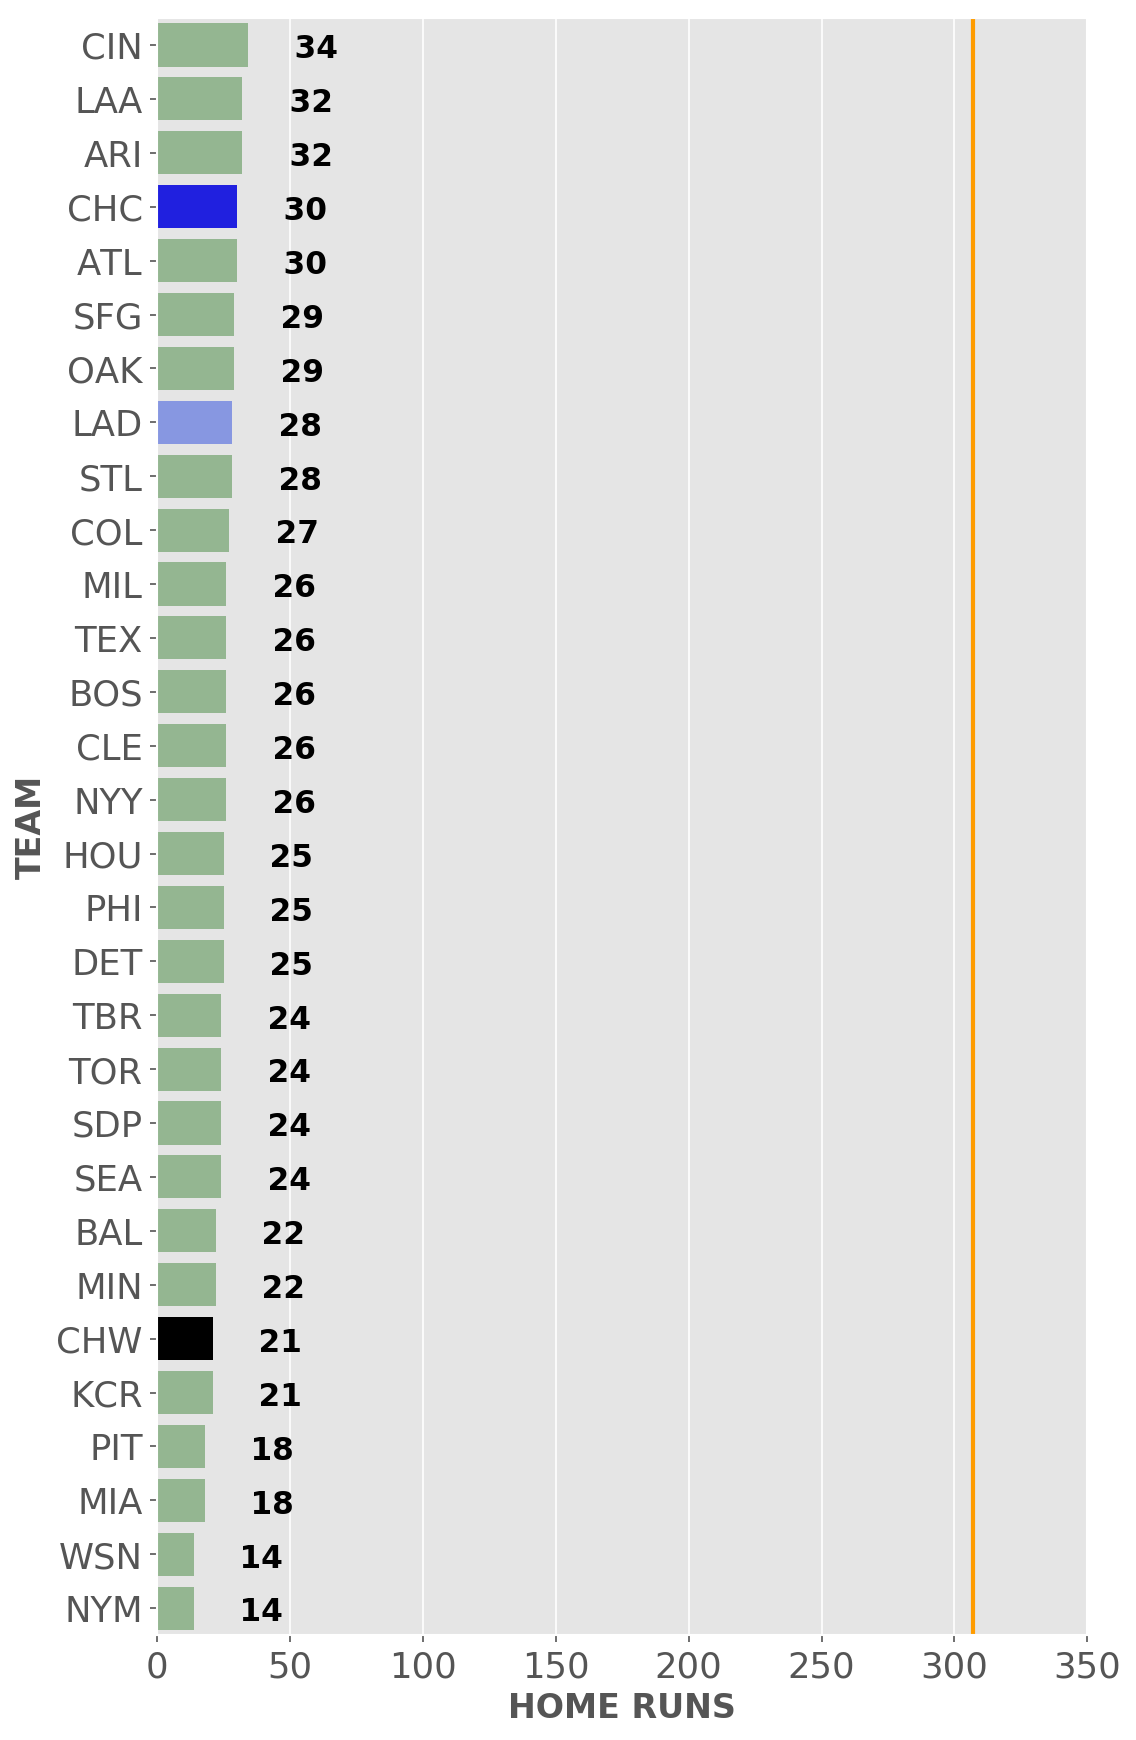 CIN 34
LAA 32
ARI 32
CHC 30
ATL 30
SFG 29
OAK 29
LAD 28
STL 28
COL 27
MIL 26
TEX 26
BOS 26
CLE 26
NYY 26
HOU 25
PHI 25
DET 25
TBR 24
TOR 24
SDP 24
SEA 24
BAL 22
MIN 22
CHW 21
KCR 21
PIT 18
MIA 18
WSN 14
NYM 14
TEAM
0 50 100 150 200 250 300 350
HOME RUNS